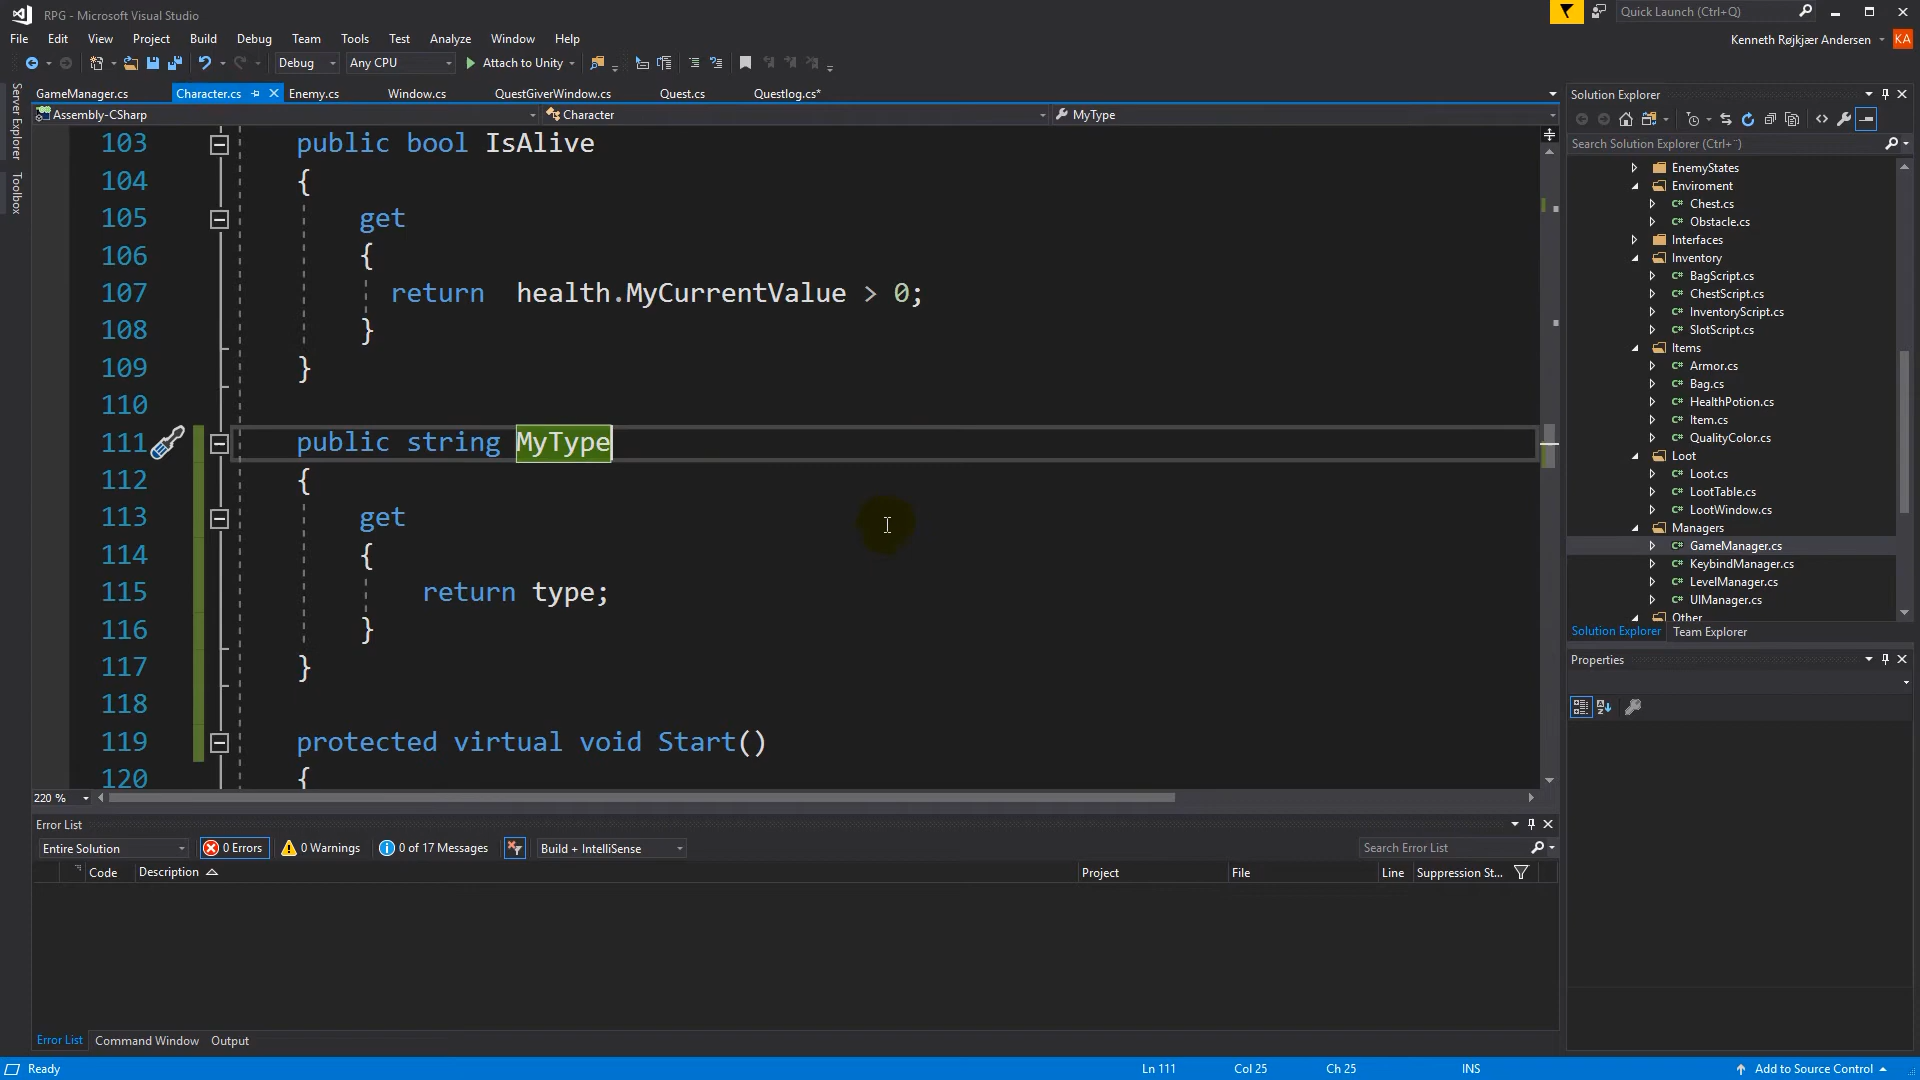 RPG - Microsoft Visual Studio
Quick Launch (Ctrl+Q)
File Edit View Project Build Debug Team Tools Test Analyze Window Help
Kenneth Røjkjær Andersen KA
Debug Any CPU Attach to Unity
Server Explorer
Toolbox
GameManager.cs Character.cs Enemy.cs Window.cs QuestGiverWindow.cs Quest.cs Questlog.cs*
Assembly-CSharp Character MyType
103 public bool IsAlive
104 {
105 get
106 {
107 return health.MyCurrentValue > 0;
108 }
109 }
110
111 public string MyType
112 {
113 get
114 {
115 return type;
116 }
117 }
118
119 protected virtual void Start()
120 {
220 %
Error List
Entire Solution 0 Errors 0 Warnings 0 of 17 Messages Build + IntelliSense Search Error List
Code Description Project File Line Suppression St...
Error List Command Window Output
Solution Explorer
Search Solution Explorer (Ctrl+¨)
EnemyStates
Enviroment
C# Chest.cs
C# Obstacle.cs
Interfaces
Inventory
C# BagScript.cs
C# ChestScript.cs
C# InventoryScript.cs
C# SlotScript.cs
Items
C# Armor.cs
C# Bag.cs
C# HealthPotion.cs
C# Item.cs
C# QualityColor.cs
Loot
C# Loot.cs
C# LootTable.cs
C# LootWindow.cs
Managers
C# GameManager.cs
C# KeybindManager.cs
C# LevelManager.cs
C# UIManager.cs
Other
Solution Explorer Team Explorer
Properties
Ready Ln 111 Col 25 Ch 25 INS Add to Source Control